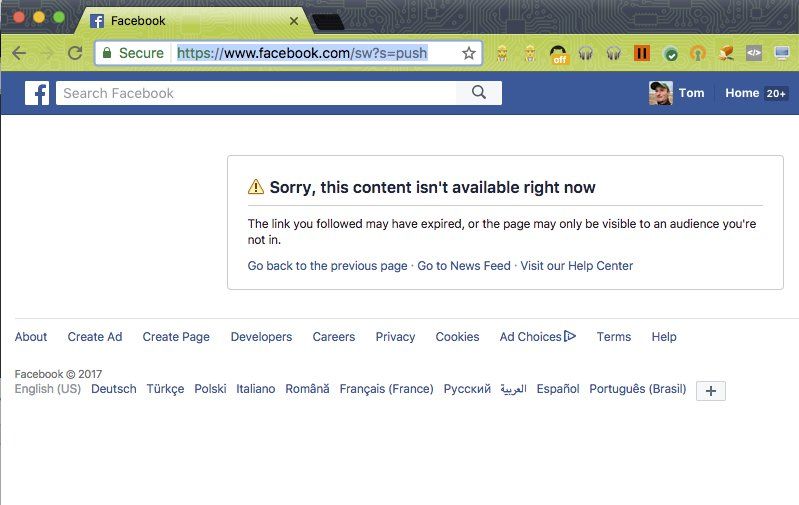 Facebook
Secure https://www.facebook.com/sw?s=push
off
Search Facebook
Tom Home 20+
Sorry, this content isn't available right now
The link you followed may have expired, or the page may only be visible to an audience you're
not in.
Go back to the previous page · Go to News Feed · Visit our Help Center
About Create Ad Create Page Developers Careers Privacy Cookies Ad Choices Terms Help
Facebook © 2017
English (US) Deutsch Türkçe Polski Italiano Română Français (France) Русский العربية Español Português (Brasil) +